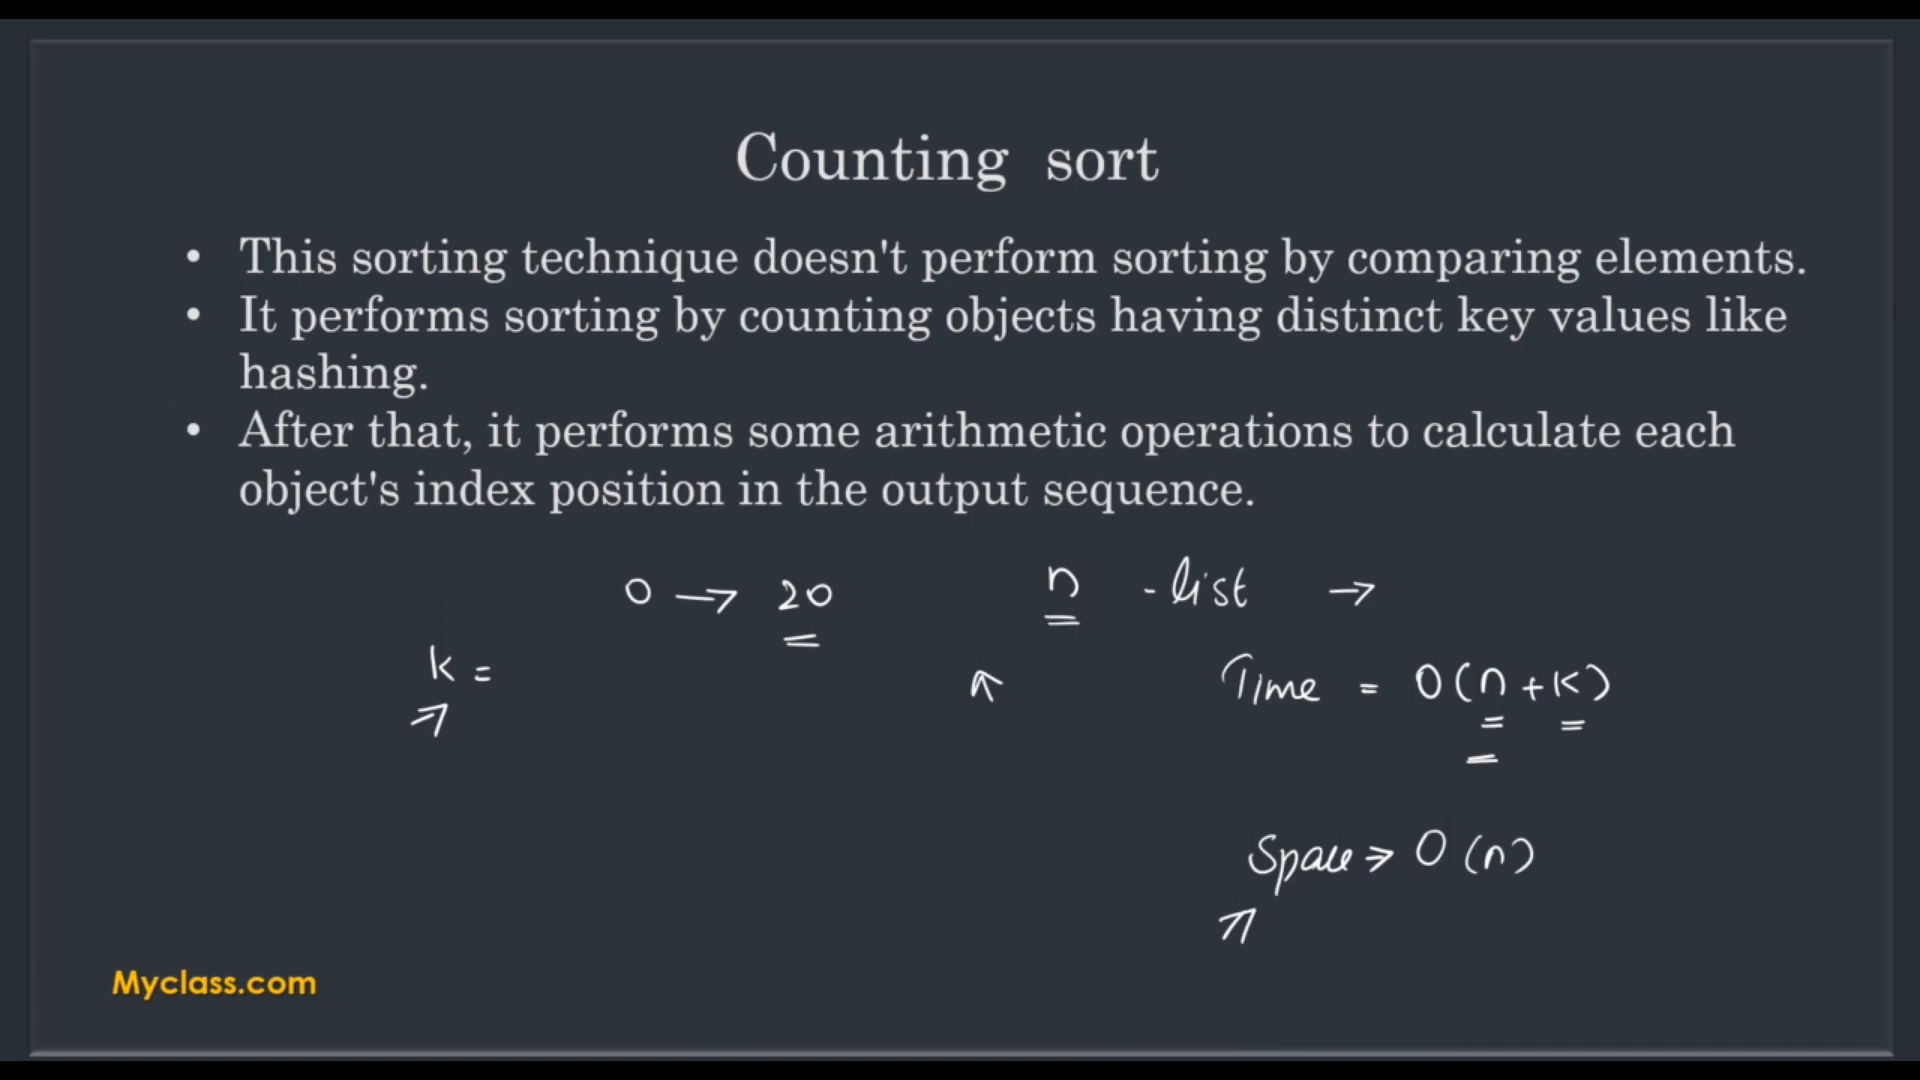 Counting sort
• This sorting technique doesn't perform sorting by comparing elements.
• It performs sorting by counting objects having distinct key values like
hashing.
• After that, it performs some arithmetic operations to calculate each
object's index position in the output sequence.
0 → 20 n - list →
k =
Time = O(n+k)
Space → O(n)
Myclass.com